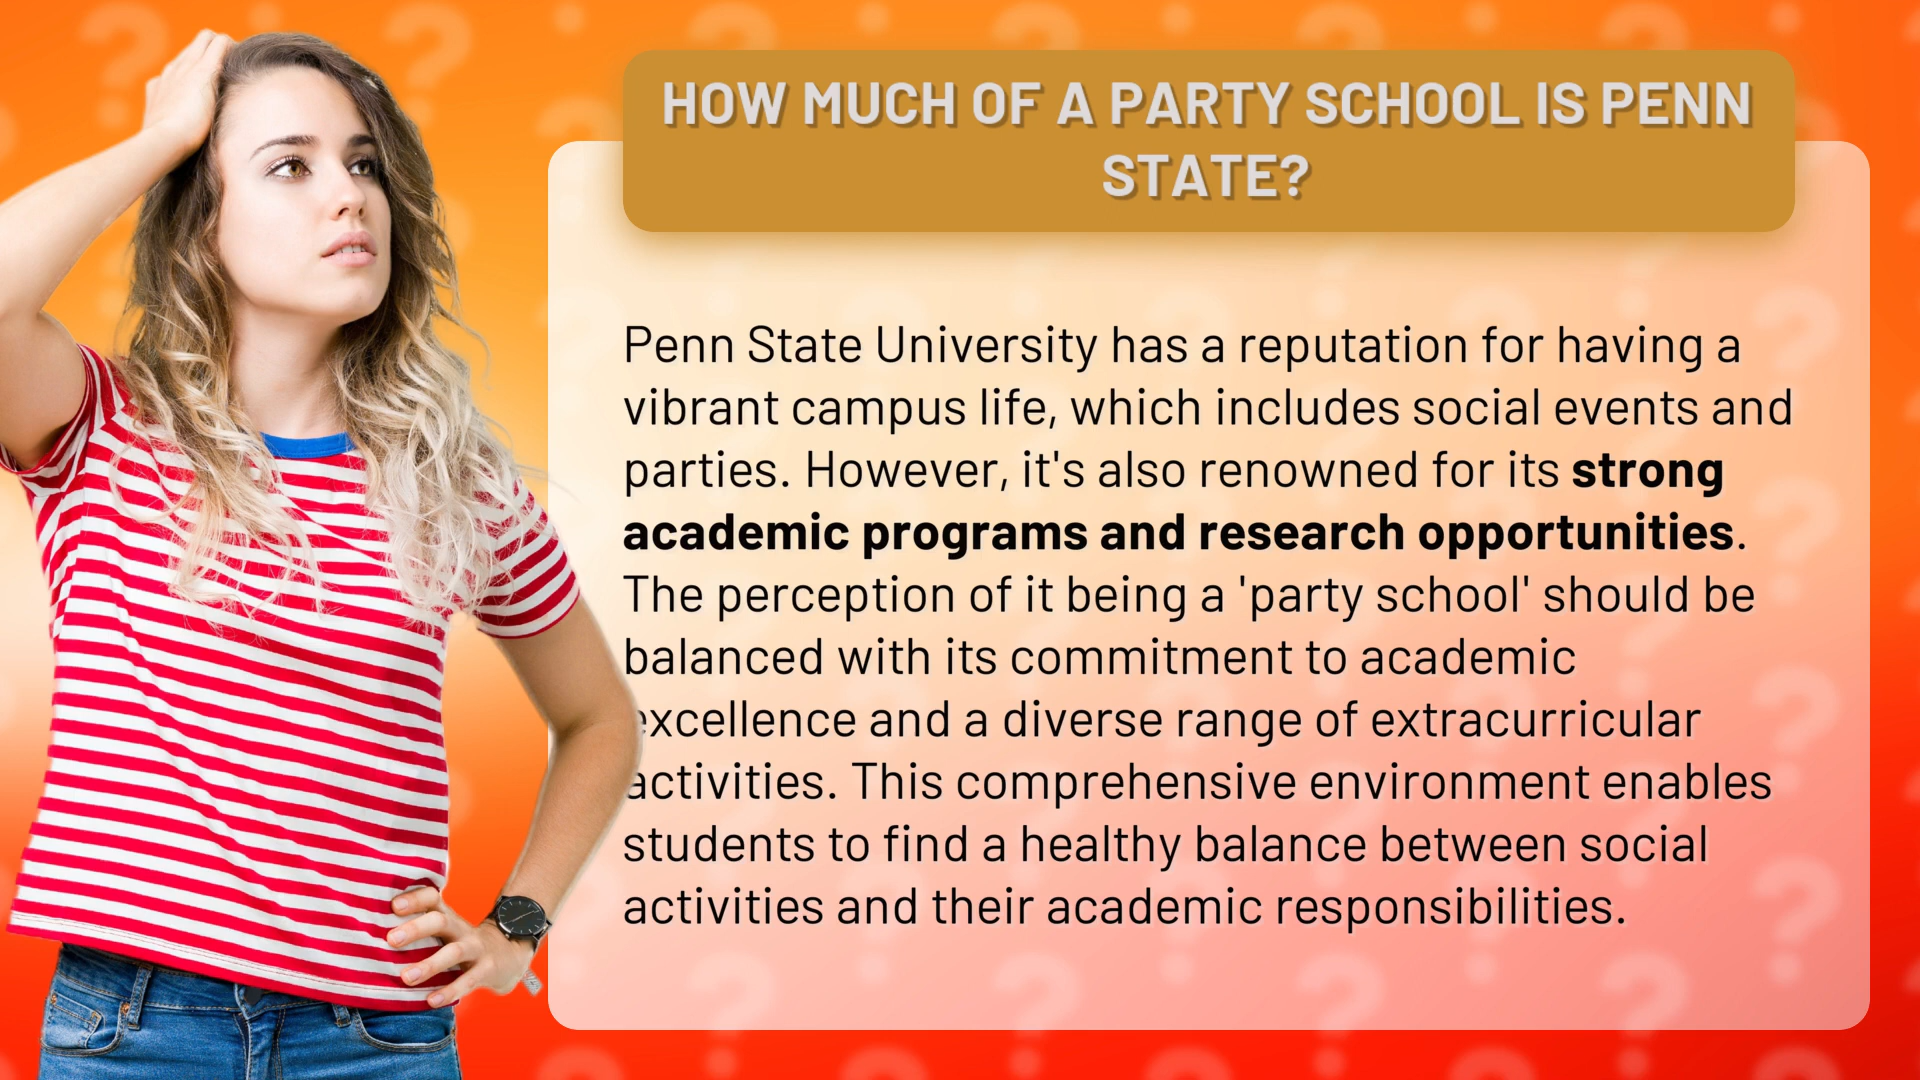 HOW MUCH OF A PARTY SCHOOL IS PENN
STATE?
Penn State University has a reputation for having a
vibrant campus life, which includes social events and
parties. However, it's also renowned for its strong
academic programs and research opportunities.
The perception of it being a 'party school' should be
balanced with its commitment to academic
excellence and a diverse range of extracurricular
activities. This comprehensive environment enables
students to find a healthy balance between social
activities and their academic responsibilities.